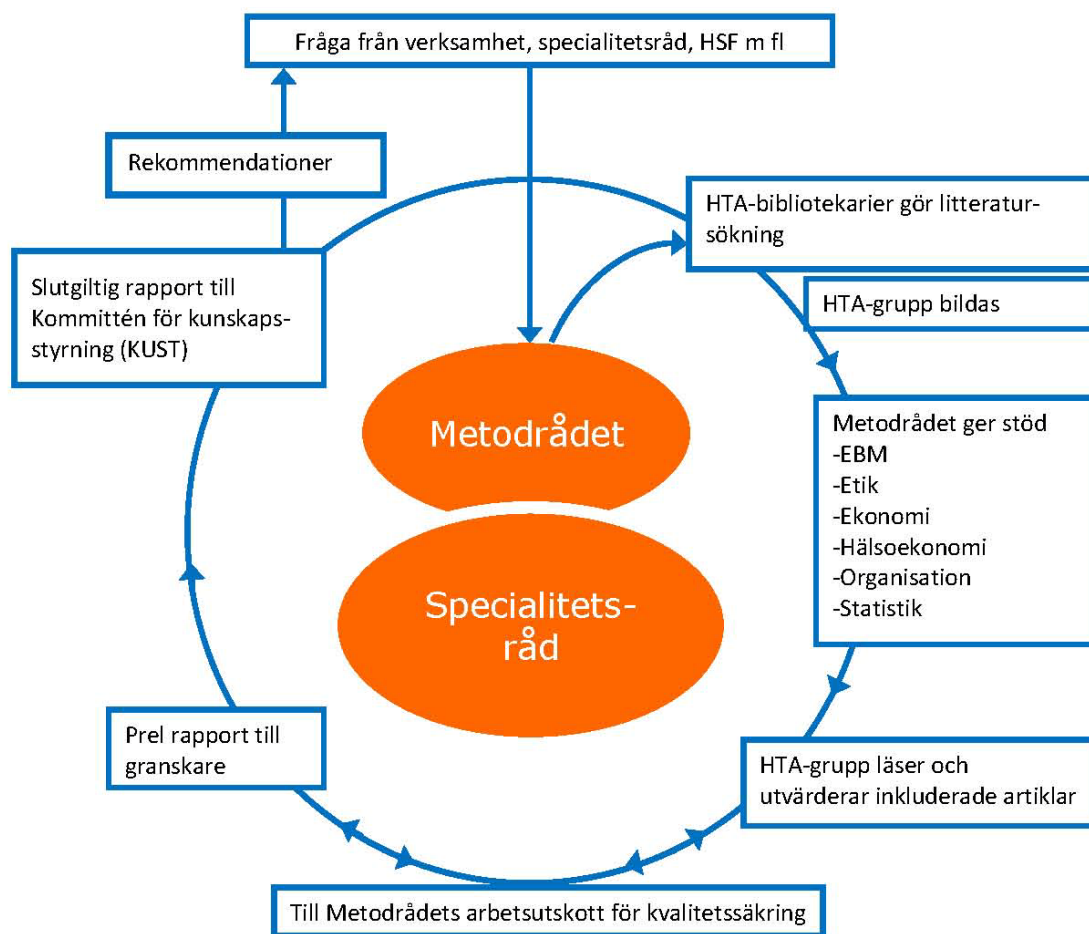 Fråga från verksamhet, specialitetsråd, HSF m fl
Rekommendationer
HTA-bibliotekarier gör litteratur-
sökning
Slutgiltig rapport till
Kommittén för kunskaps-
styrning (KUST)
HTA-grupp bildas
Metodrådet
Metodrådet ger stöd
-EBM
-Etik
-Ekonomi
-Hälsoekonomi
-Organisation
-Statistik
Specialitets-
råd
Prel rapport till
granskare
HTA-grupp läser och
utvärderar inkluderade artiklar
Till Metodrådets arbetsutskott för kvalitetssäkring